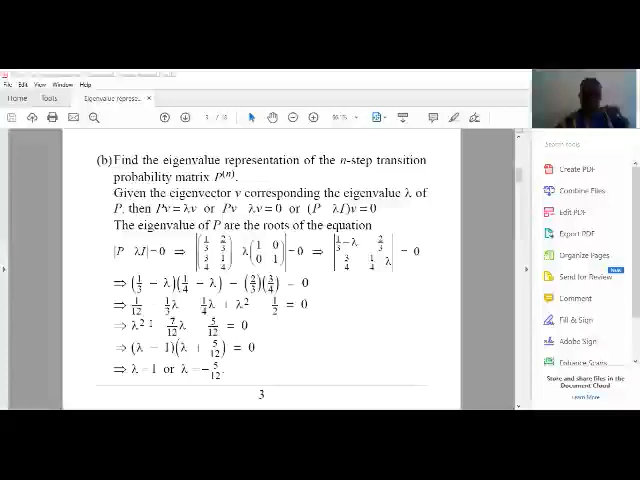 File Edit View Window Help
Home Tools Eigenvalue represe... ×
(b) Find the eigenvalue representation of the n-step transition
probability matrix P⁽ⁿ⁾.
Given the eigenvector v corresponding the eigenvalue λ of
P, then Pv = λv or Pv λv = 0 or (P λI)v = 0
The eigenvalue of P are the roots of the equation
|P λI| = 0 ⇒ |(1/3 2/3 3/4 1/4) λ(1 0 0 1)| = 0 ⇒ |1/3 − λ 2/3 3/4 1/4 λ| = 0
⇒ (1/3 − λ)(1/4 − λ) − (2/3)(3/4) = 0
⇒ 1/12 1/3λ 1/4λ + λ² 1/2 = 0
⇒ λ² 7/12λ 5/12 = 0
⇒ (λ − 1)(λ + 5/12) = 0
⇒ λ = 1 or λ = −5/12.
3
Search tools
Create PDF
Combine Files
Edit PDF
Export PDF
Organize Pages
Send for Review
Comment
Fill & Sign
Adobe Sign
Enhance Scans
Store and share files in the
Document Cloud
Learn More